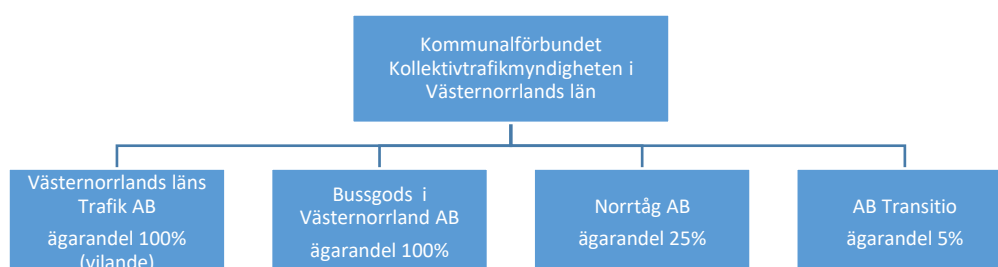 Kommunalförbundet
Kollektivtrafikmyndigheten i
Västernorrlands län
Västernorrlands läns
Trafik AB
ägarandel 100%
(vilande)
Bussgods i
Västernorrland AB
ägarandel 100%
Norrtåg AB
ägarandel 25%
AB Transitio
ägarandel 5%